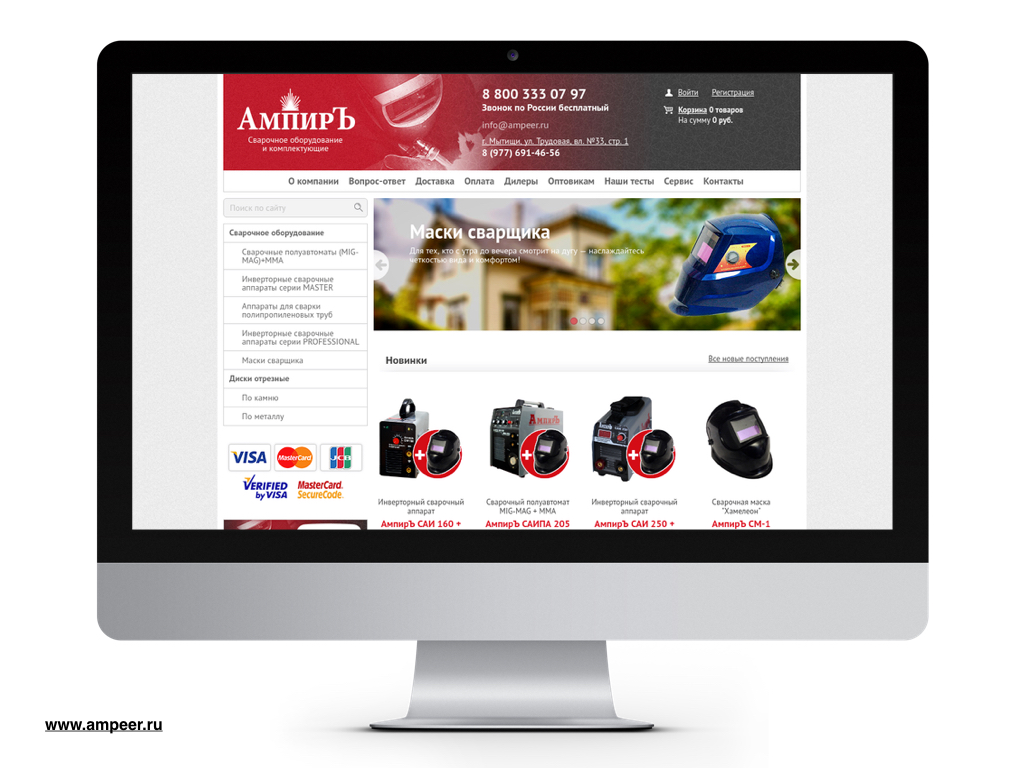 АмпирЪ
Сварочное оборудование
и комплектующие
8 800 333 07 97
Звонок по России бесплатный
info@ampeer.ru
г. Мытищи, ул. Трудовая, вл. №33, стр. 1
8 (977) 691-46-56
Войти Регистрация
Корзина 0 товаров
На сумму 0 руб.
О компании Вопрос-ответ Доставка Оплата Дилеры Оптовикам Наши тесты Сервис Контакты
Поиск по сайту
Сварочное оборудование
Сварочные полуавтоматы (MIG-
MAG)+MMA
Инверторные сварочные
аппараты серии MASTER
Аппараты для сварки
полипропиленовых труб
Инверторные сварочные
аппараты серии PROFESSIONAL
Маски сварщика
Диски отрезные
По камню
По металлу
VISA MasterCard JCB
VERIFIED
by VISA
MasterCard.
SecureCode.
Маски сварщика
Для тех, кто с утра до вечера смотрит на дугу — наслаждайтесь
четкостью вида и комфортом!
Новинки
Все новые поступления
АмпирЪ
Инверторный сварочный
аппарат
АмпирЪ САИ 160 +
Сварочный полуавтомат
MIG-MAG + MMA
АмпирЪ САИПА 205
Инверторный сварочный
аппарат
АмпирЪ САИ 250 +
Сварочная маска
"Хамелеон"
АмпирЪ СМ-1
www.ampeer.ru